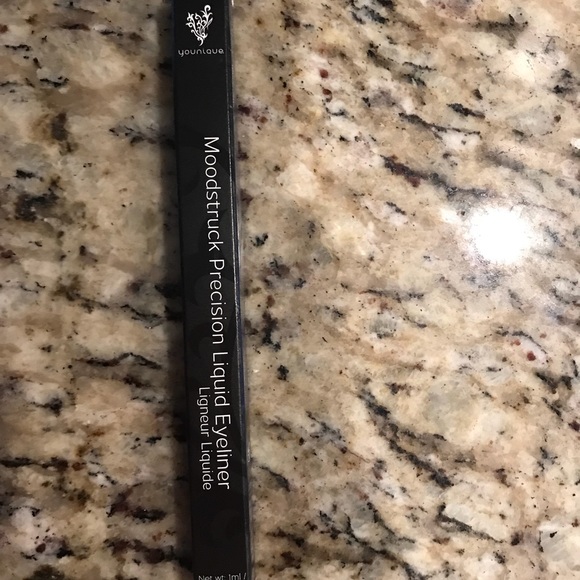 younique
Moodstruck Precision Liquid Eyeliner
Ligneur Liquide
Net wt. 1ml /